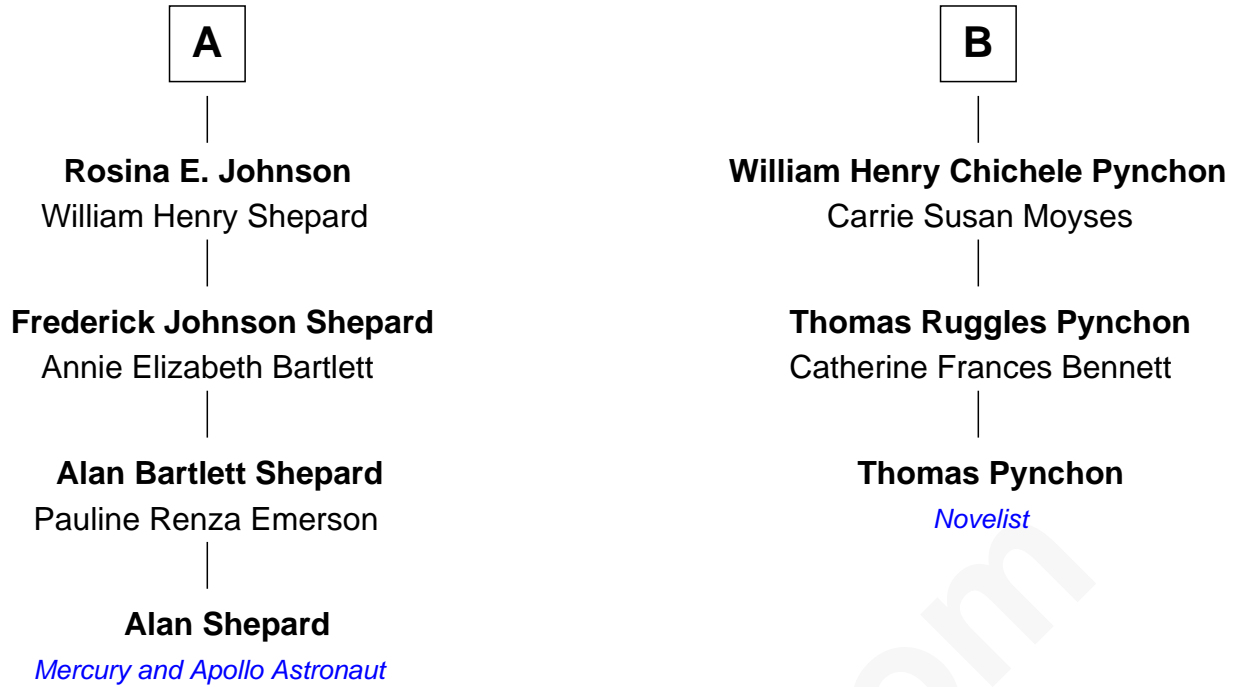 A
Rosina E. Johnson
William Henry Shepard
Frederick Johnson Shepard
Annie Elizabeth Bartlett
Alan Bartlett Shepard
Pauline Renza Emerson
Alan Shepard
Mercury and Apollo Astronaut
B
William Henry Chichele Pynchon
Carrie Susan Moyses
Thomas Ruggles Pynchon
Catherine Frances Bennett
Thomas Pynchon
Novelist
om